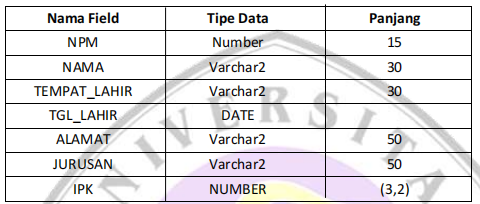 Nama Field Tipe Data Panjang
NPM Number 15
NAMA Varchar2 30
TEMPAT_LAHIR Varchar2 30
TGL_LAHIR DATE
ALAMAT Varchar2 50
JURUSAN Varchar2 50
IPK NUMBER (3,2)
UNIVERSITA